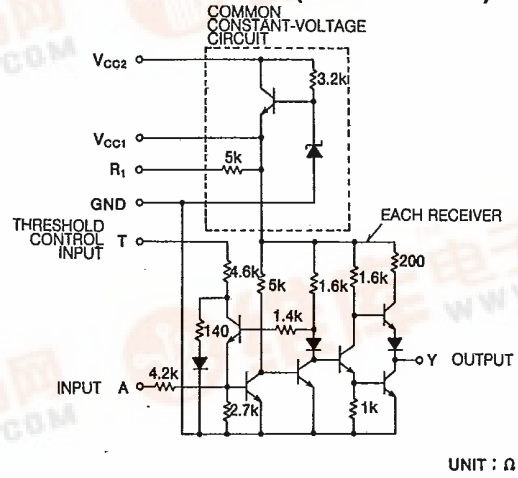 COMMON
CONSTANT-VOLTAGE
CIRCUIT
VCC2
3.2k
VCC1
R1
5k
GND
EACH RECEIVER
THRESHOLD
CONTROL
INPUT
T
4.6k
5k
1.6k
1.6k
200
140
1.4k
4.2k
INPUT A
Y OUTPUT
2.7k
1k
UNIT : Ω